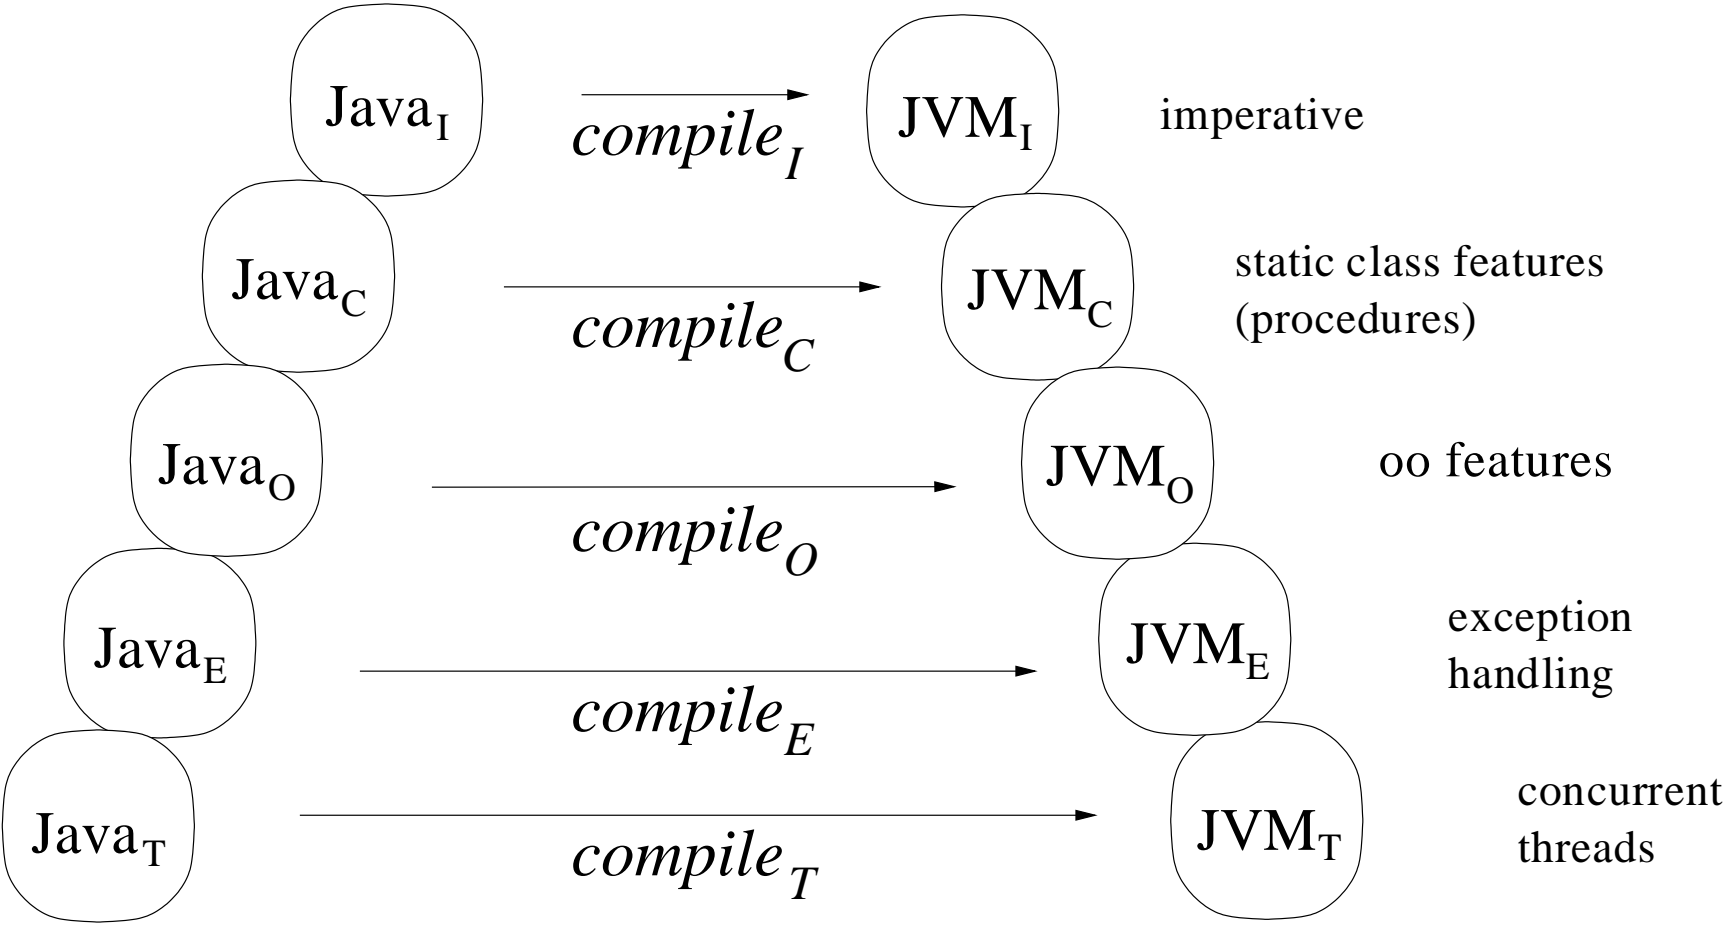 Java_I compile_I JVM_I imperative
Java_C compile_C JVM_C static class features
(procedures)
Java_O compile_O JVM_O oo features
Java_E compile_E JVM_E exception
handling
Java_T compile_T JVM_T concurrent
threads